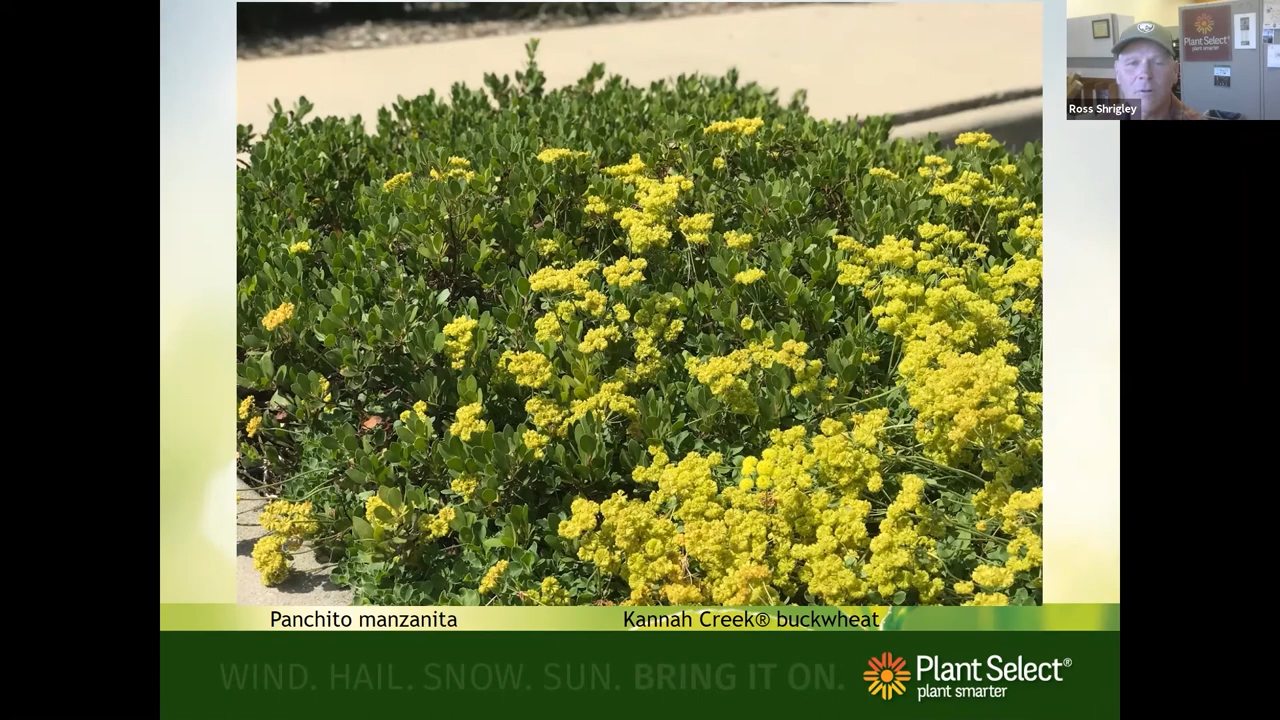 Plant Select®
plant smarter
Ross Shrigley
Panchito manzanita
Kannah Creek® buckwheat
WIND. HAIL. SNOW. SUN. BRING IT ON.
Plant Select®
plant smarter